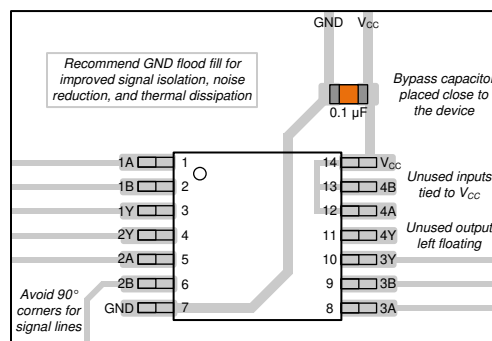 GND VCC
Recommend GND flood fill for
improved signal isolation, noise
reduction, and thermal dissipation
Bypass capacitor
placed close to
the device
0.1 µF
1A 1 14 VCC
Unused inputs
tied to VCC
1B 2 13 4B
1Y 3 12 4A
2Y 4 11 4Y
Unused output
left floating
2A 5 10 3Y
2B 6 9 3B
Avoid 90°
corners for
signal lines
GND 7 8 3A